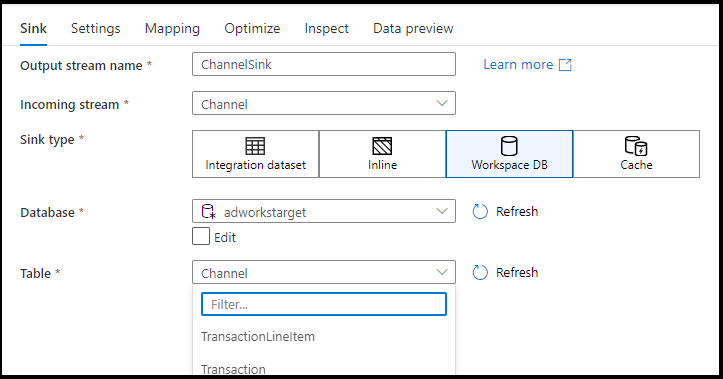 Sink Settings Mapping Optimize Inspect Data preview
Output stream name * ChannelSink Learn more
Incoming stream * Channel
Sink type * Integration dataset Inline Workspace DB Cache
Database * adworkstarget Refresh
Edit
Table * Channel Refresh
Filter...
TransactionLineItem
Transaction